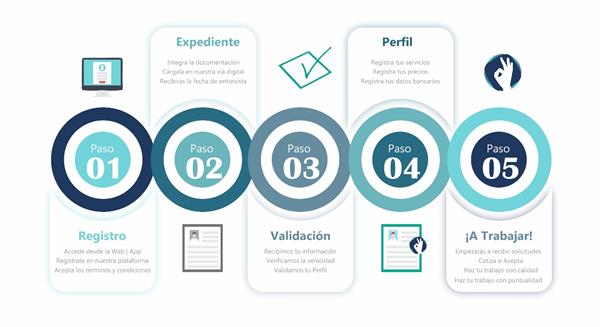 Expediente
Integra la documentación
Cárgala en nuestra vía digital
Recibirás la fecha de entrevista
Perfil
Registra tus servicios
Registra tus precios
Registra tus datos bancarios
Paso
01
Paso
02
Paso
03
Paso
04
Paso
05
Registro
Accede desde la Web | App
Regístrate en nuestra plataforma
Acepta los términos y condiciones
Validación
Recibimos tu información
Verificamos la veracidad
Validamos tu Perfil
¡A Trabajar!
Empezarás a recibir solicitudes
Cotiza o Acepta
Haz tu trabajo con calidad
Haz tu trabajo con puntualidad